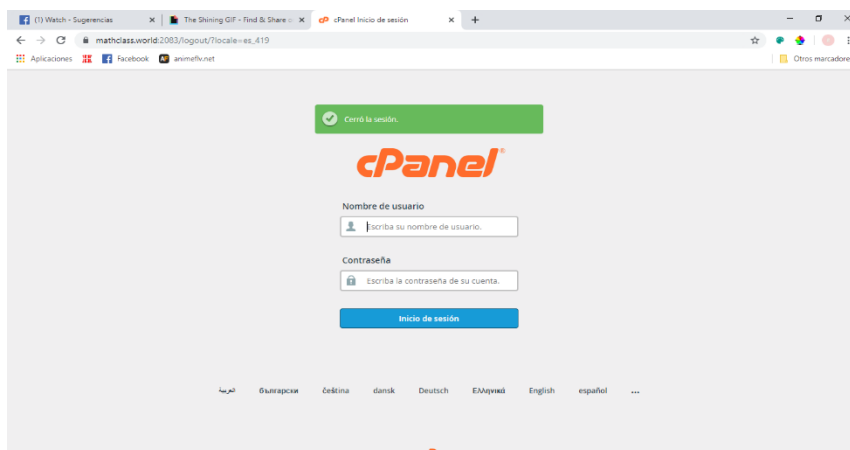 (1) Watch - Sugerencias
The Shining GIF - Find & Share o
cP cPanel Inicio de sesión
mathclass.world:2083/logout/?locale=es_419
Aplicaciones
Facebook
animeflv.net
Otros marcadore
Cerró la sesión.
cPanel®
Nombre de usuario
Escriba su nombre de usuario.
Contraseña
Escriba la contraseña de su cuenta.
Inicio de sesión
العربية български čeština dansk Deutsch Ελληνικά English español ...